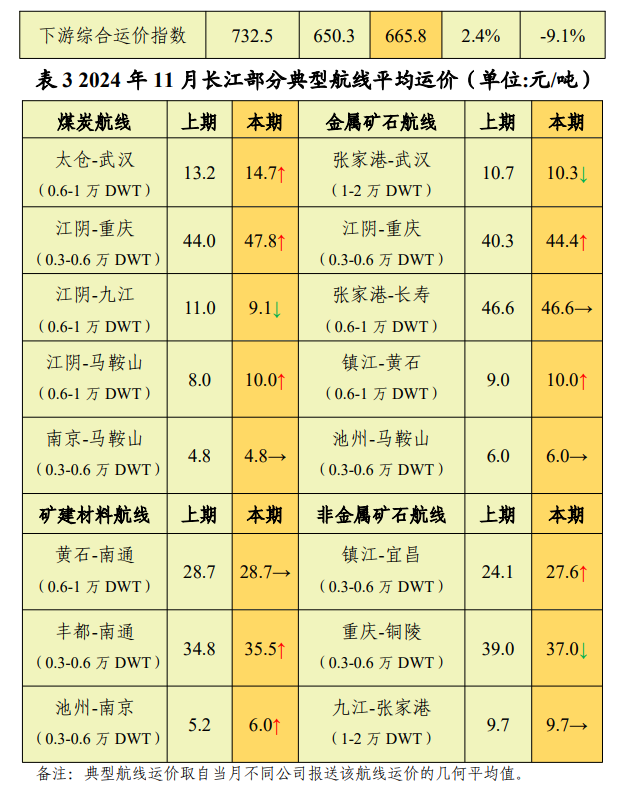 下游综合运价指数 732.5 650.3 665.8 2.4% -9.1%
表 3 2024 年 11 月长江部分典型航线平均运价（单位:元/吨）
煤炭航线 上期 本期 金属矿石航线 上期 本期
太仓-武汉 张家港-武汉
13.2 14.7↑ 10.7 10.3↓
（0.6-1 万 DWT） （1-2 万 DWT）
江阴-重庆 江阴-重庆
44.0 47.8↑ 40.3 44.4↑
（0.3-0.6 万 DWT） （0.3-0.6 万 DWT）
江阴-九江 张家港-长寿
11.0 9.1↓ 46.6 46.6→
（0.6-1 万 DWT） （0.6-1 万 DWT）
江阴-马鞍山 镇江-黄石
8.0 10.0↑ 9.0 10.0↑
（0.6-1 万 DWT） （0.6-1 万 DWT）
南京-马鞍山 池州-马鞍山
4.8 4.8→ 6.0 6.0→
（0.3-0.6 万 DWT） （0.3-0.6 万 DWT）
矿建材料航线 上期 本期 非金属矿石航线 上期 本期
黄石-南通 镇江-宜昌
28.7 28.7→ 24.1 27.6↑
（0.6-1 万 DWT） （0.3-0.6 万 DWT）
丰都-南通 重庆-铜陵
34.8 35.5↑ 39.0 37.0↓
（0.3-0.6 万 DWT） （0.3-0.6 万 DWT）
池州-南京 九江-张家港
5.2 6.0↑ 9.7 9.7→
（0.3-0.6 万 DWT） （1-2 万 DWT）
备注：典型航线运价取自当月不同公司报送该航线运价的几何平均值。